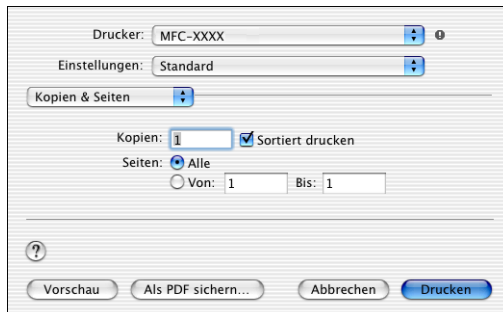 Drucker: MFC-XXXX
Einstellungen: Standard
Kopien & Seiten
Kopien: 1 Sortiert drucken
Seiten: Alle
Von: 1 Bis: 1
?
Vorschau Als PDF sichern... Abbrechen Drucken